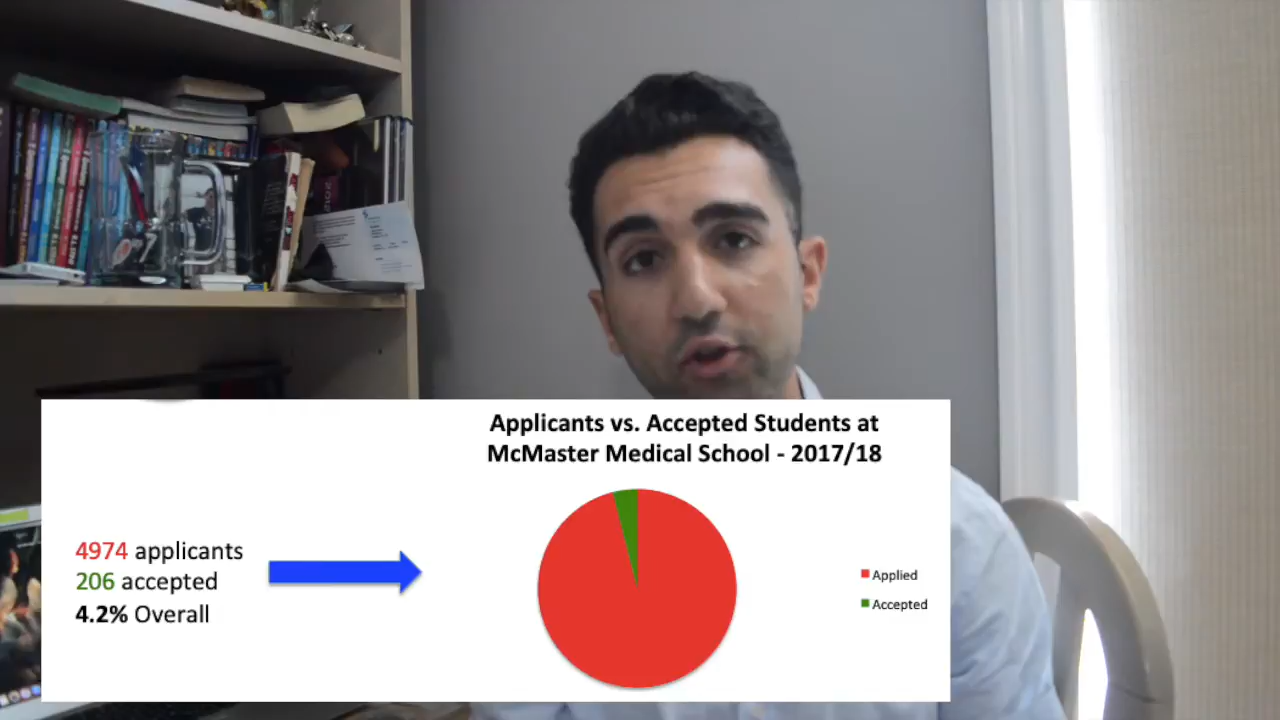 Applicants vs. Accepted Students at
McMaster Medical School - 2017/18
4974 applicants
206 accepted
4.2% Overall
Applied
Accepted